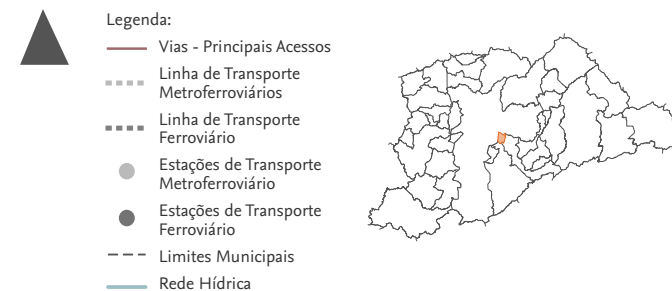 Legenda:
Vias - Principais Acessos
Linha de Transporte
Metroferroviários
Linha de Transporte
Ferroviário
Estações de Transporte
Metroferroviário
Estações de Transporte
Ferroviário
Limites Municipais
Rede Hídrica